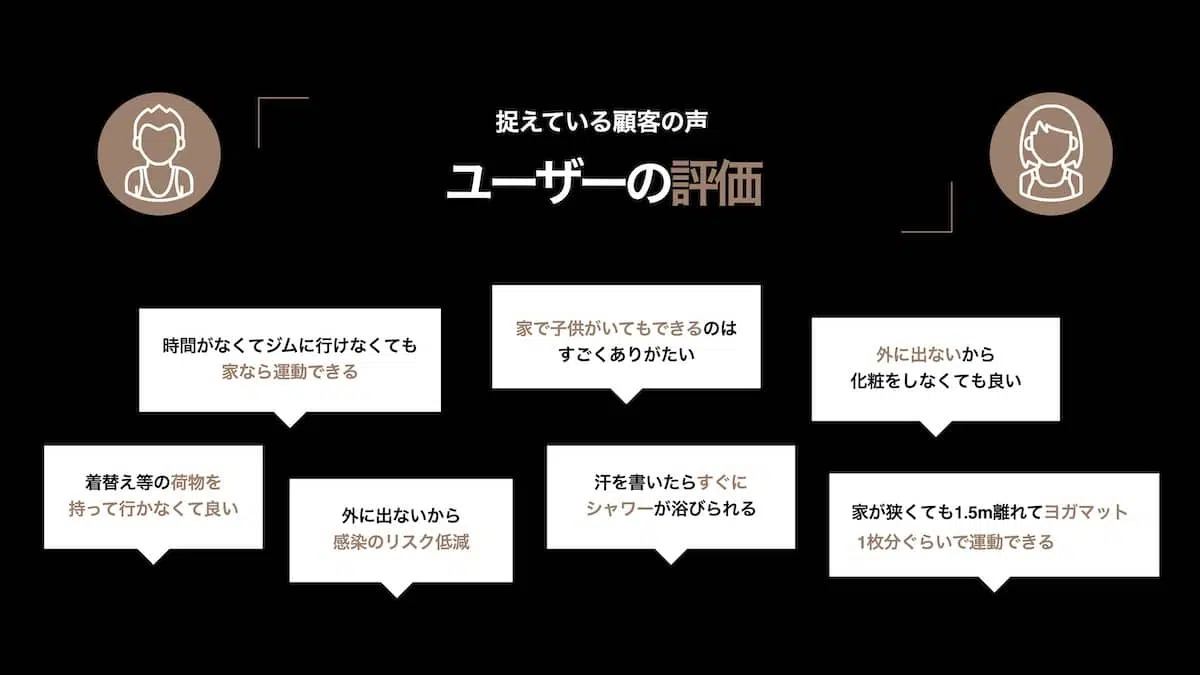 捉えている顧客の声
ユーザーの評価
時間がなくてジムに行けなくても
家なら運動できる
家で子供がいてもできるのは
すごくありがたい
外に出ないから
化粧をしなくても良い
着替え等の荷物を
持って行かなくて良い
外に出ないから
感染のリスク低減
汗を書いたらすぐに
シャワーが浴びられる
家が狭くても1.5m離れてヨガマット
1枚分ぐらいで運動できる